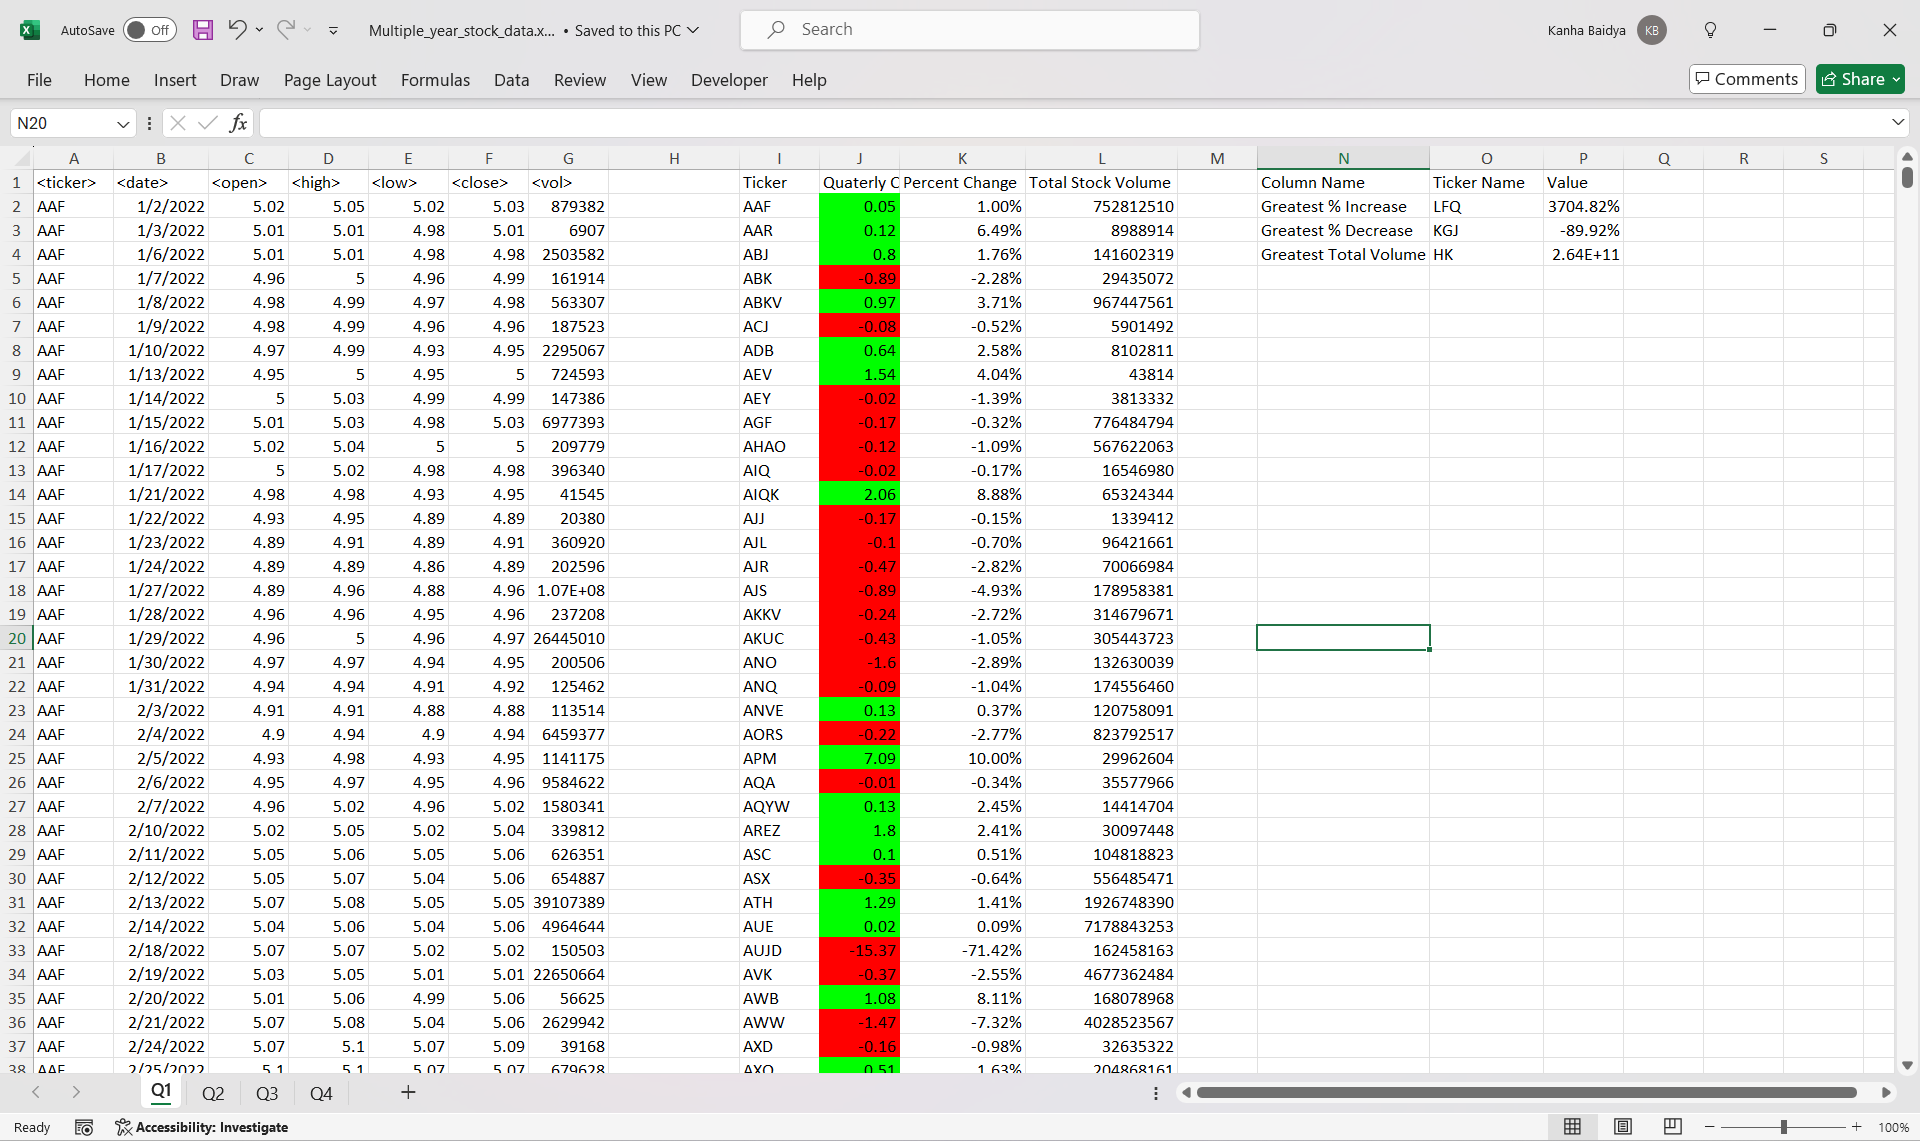 AutoSave Off Multiple_year_stock_data.x... • Saved to this PC Search Kanha Baidya KB
File Home Insert Draw Page Layout Formulas Data Review View Developer Help Comments Share
N20 fx
A B C D E F G H I J K L M N O P Q R S
1 <ticker> <date> <open> <high> <low> <close> <vol> Ticker Quaterly C Percent Change Total Stock Volume Column Name Ticker Name Value
2 AAF 1/2/2022 5.02 5.05 5.02 5.03 879382 AAF 0.05 1.00% 752812510 Greatest % Increase LFQ 3704.82%
3 AAF 1/3/2022 5.01 5.01 4.98 5.01 6907 AAR 0.12 6.49% 8988914 Greatest % Decrease KGJ -89.92%
4 AAF 1/6/2022 5.01 5.01 4.98 4.98 2503582 ABJ 0.8 1.76% 141602319 Greatest Total Volume HK 2.64E+11
5 AAF 1/7/2022 4.96 5 4.96 4.99 161914 ABK -0.89 -2.28% 29435072
6 AAF 1/8/2022 4.98 4.99 4.97 4.98 563307 ABKV 0.97 3.71% 967447561
7 AAF 1/9/2022 4.98 4.99 4.96 4.96 187523 ACJ -0.08 -0.52% 5901492
8 AAF 1/10/2022 4.97 4.99 4.93 4.95 2295067 ADB 0.64 2.58% 8102811
9 AAF 1/13/2022 4.95 5 4.95 5 724593 AEV 1.54 4.04% 43814
10 AAF 1/14/2022 5 5.03 4.99 4.99 147386 AEY -0.02 -1.39% 3813332
11 AAF 1/15/2022 5.01 5.03 4.98 5.03 6977393 AGF -0.17 -0.32% 776484794
12 AAF 1/16/2022 5.02 5.04 5 5 209779 AHAO -0.12 -1.09% 567622063
13 AAF 1/17/2022 5 5.02 4.98 4.98 396340 AIQ -0.02 -0.17% 16546980
14 AAF 1/21/2022 4.98 4.98 4.93 4.95 41545 AIQK 2.06 8.88% 65324344
15 AAF 1/22/2022 4.93 4.95 4.89 4.89 20380 AJJ -0.17 -0.15% 1339412
16 AAF 1/23/2022 4.89 4.91 4.89 4.91 360920 AJL -0.1 -0.70% 96421661
17 AAF 1/24/2022 4.89 4.89 4.86 4.89 202596 AJR -0.47 -2.82% 70066984
18 AAF 1/27/2022 4.89 4.96 4.88 4.96 1.07E+08 AJS -0.89 -4.93% 178958381
19 AAF 1/28/2022 4.96 4.96 4.95 4.96 237208 AKKV -0.24 -2.72% 314679671
20 AAF 1/29/2022 4.96 5 4.96 4.97 26445010 AKUC -0.43 -1.05% 305443723
21 AAF 1/30/2022 4.97 4.97 4.94 4.95 200506 ANO -1.6 -2.89% 132630039
22 AAF 1/31/2022 4.94 4.94 4.91 4.92 125462 ANQ -0.09 -1.04% 174556460
23 AAF 2/3/2022 4.91 4.91 4.88 4.88 113514 ANVE 0.13 0.37% 120758091
24 AAF 2/4/2022 4.9 4.94 4.9 4.94 6459377 AORS -0.22 -2.77% 823792517
25 AAF 2/5/2022 4.93 4.98 4.93 4.95 1141175 APM 7.09 10.00% 29962604
26 AAF 2/6/2022 4.95 4.97 4.95 4.96 9584622 AQA -0.01 -0.34% 35577966
27 AAF 2/7/2022 4.96 5.02 4.96 5.02 1580341 AQYW 0.13 2.45% 14414704
28 AAF 2/10/2022 5.02 5.05 5.02 5.04 339812 AREZ 1.8 2.41% 30097448
29 AAF 2/11/2022 5.05 5.06 5.05 5.06 626351 ASC 0.1 0.51% 104818823
30 AAF 2/12/2022 5.05 5.07 5.04 5.06 654887 ASX -0.35 -0.64% 556485471
31 AAF 2/13/2022 5.07 5.08 5.05 5.05 39107389 ATH 1.29 1.41% 1926748390
32 AAF 2/14/2022 5.04 5.06 5.04 5.06 4964644 AUE 0.02 0.09% 7178843253
33 AAF 2/18/2022 5.07 5.07 5.02 5.02 150503 AUJD -15.37 -71.42% 162458163
34 AAF 2/19/2022 5.03 5.05 5.01 5.01 22650664 AVK -0.37 -2.55% 4677362484
35 AAF 2/20/2022 5.01 5.06 4.99 5.06 56625 AWB 1.08 8.11% 168078968
36 AAF 2/21/2022 5.07 5.08 5.04 5.06 2629942 AWW -1.47 -7.32% 4028523567
37 AAF 2/24/2022 5.07 5.1 5.07 5.09 39168 AXD -0.16 -0.98% 32635322
38 AAF 2/25/2022 5.1 5.1 5.07 5.07 679628 AXO 0.51 1.63% 204868161
Q1 Q2 Q3 Q4 +
Ready Accessibility: Investigate 100%